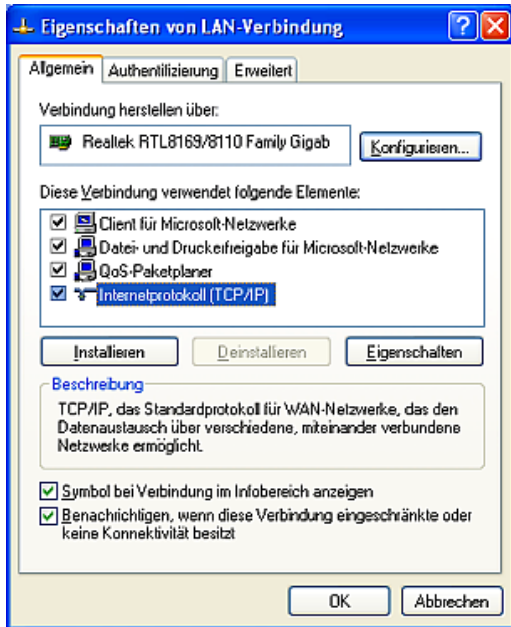 Eigenschaften von LAN-Verbindung
Allgemein Authentifizierung Erweitert
Verbindung herstellen über:
Realtek RTL8169/8110 Family Gigab
Konfigurieren...
Diese Verbindung verwendet folgende Elemente:
Client für Microsoft-Netzwerke
Datei- und Druckerfreigabe für Microsoft-Netzwerke
QoS-Paketplaner
Internetprotokoll (TCP/IP)
Installieren Deinstallieren Eigenschaften
Beschreibung
TCP/IP, das Standardprotokoll für WAN-Netzwerke, das den
Datenaustausch über verschiedene, miteinander verbundene
Netzwerke ermöglicht.
Symbol bei Verbindung im Infobereich anzeigen
Benachrichtigen, wenn diese Verbindung eingeschränkte oder
keine Konnektivität besitzt
OK Abbrechen